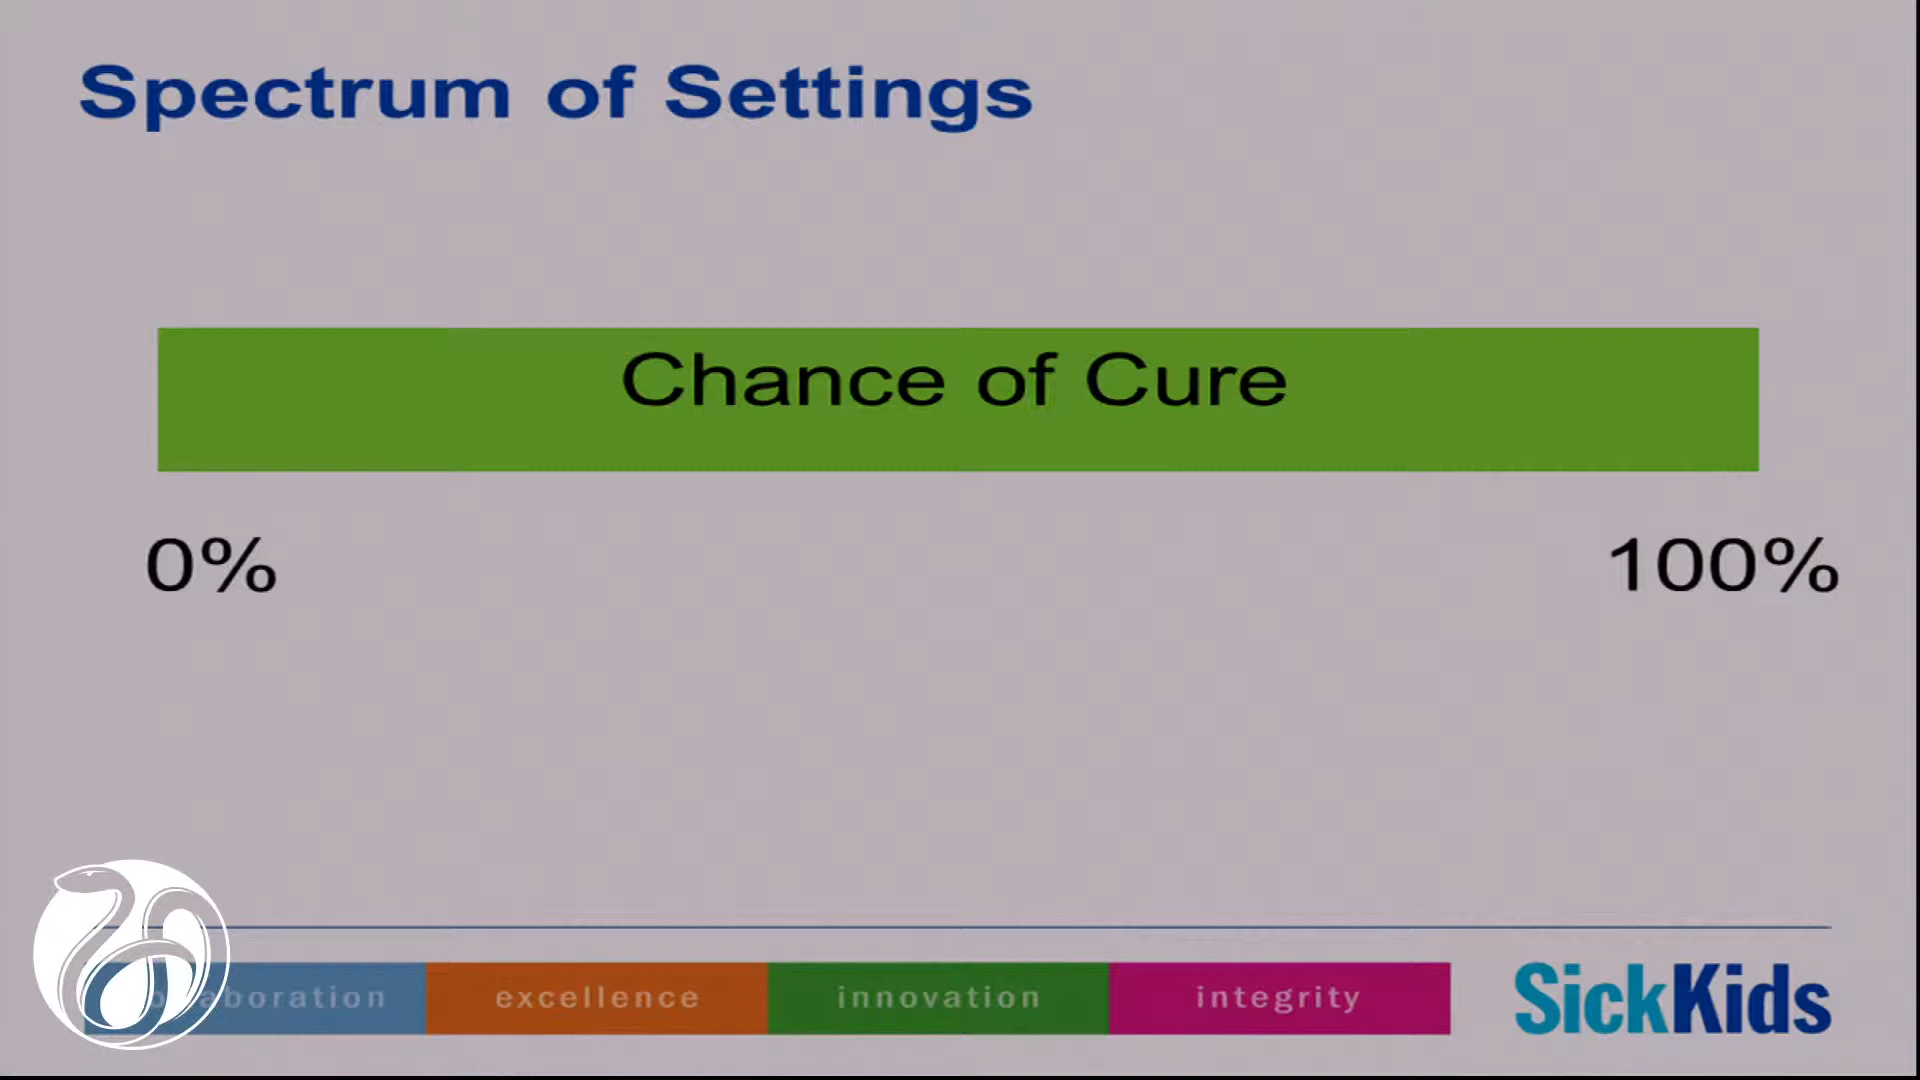 Spectrum of Settings
Chance of Cure
0%
100%
excellence
innovation
integrity
SickKids